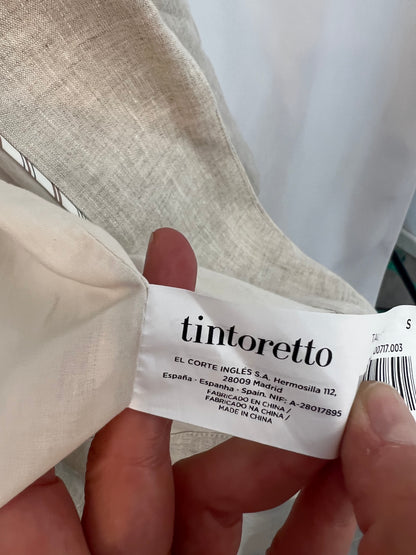 tintoretto
EL CORTE INGLÉS S.A. Hermosilla 112,
28009 Madrid
España - Espanha - Spain. NIF: A-28017895
FABRICADO EN CHINA /
FABRICADO NA CHINA /
MADE IN CHINA
S
00717.003